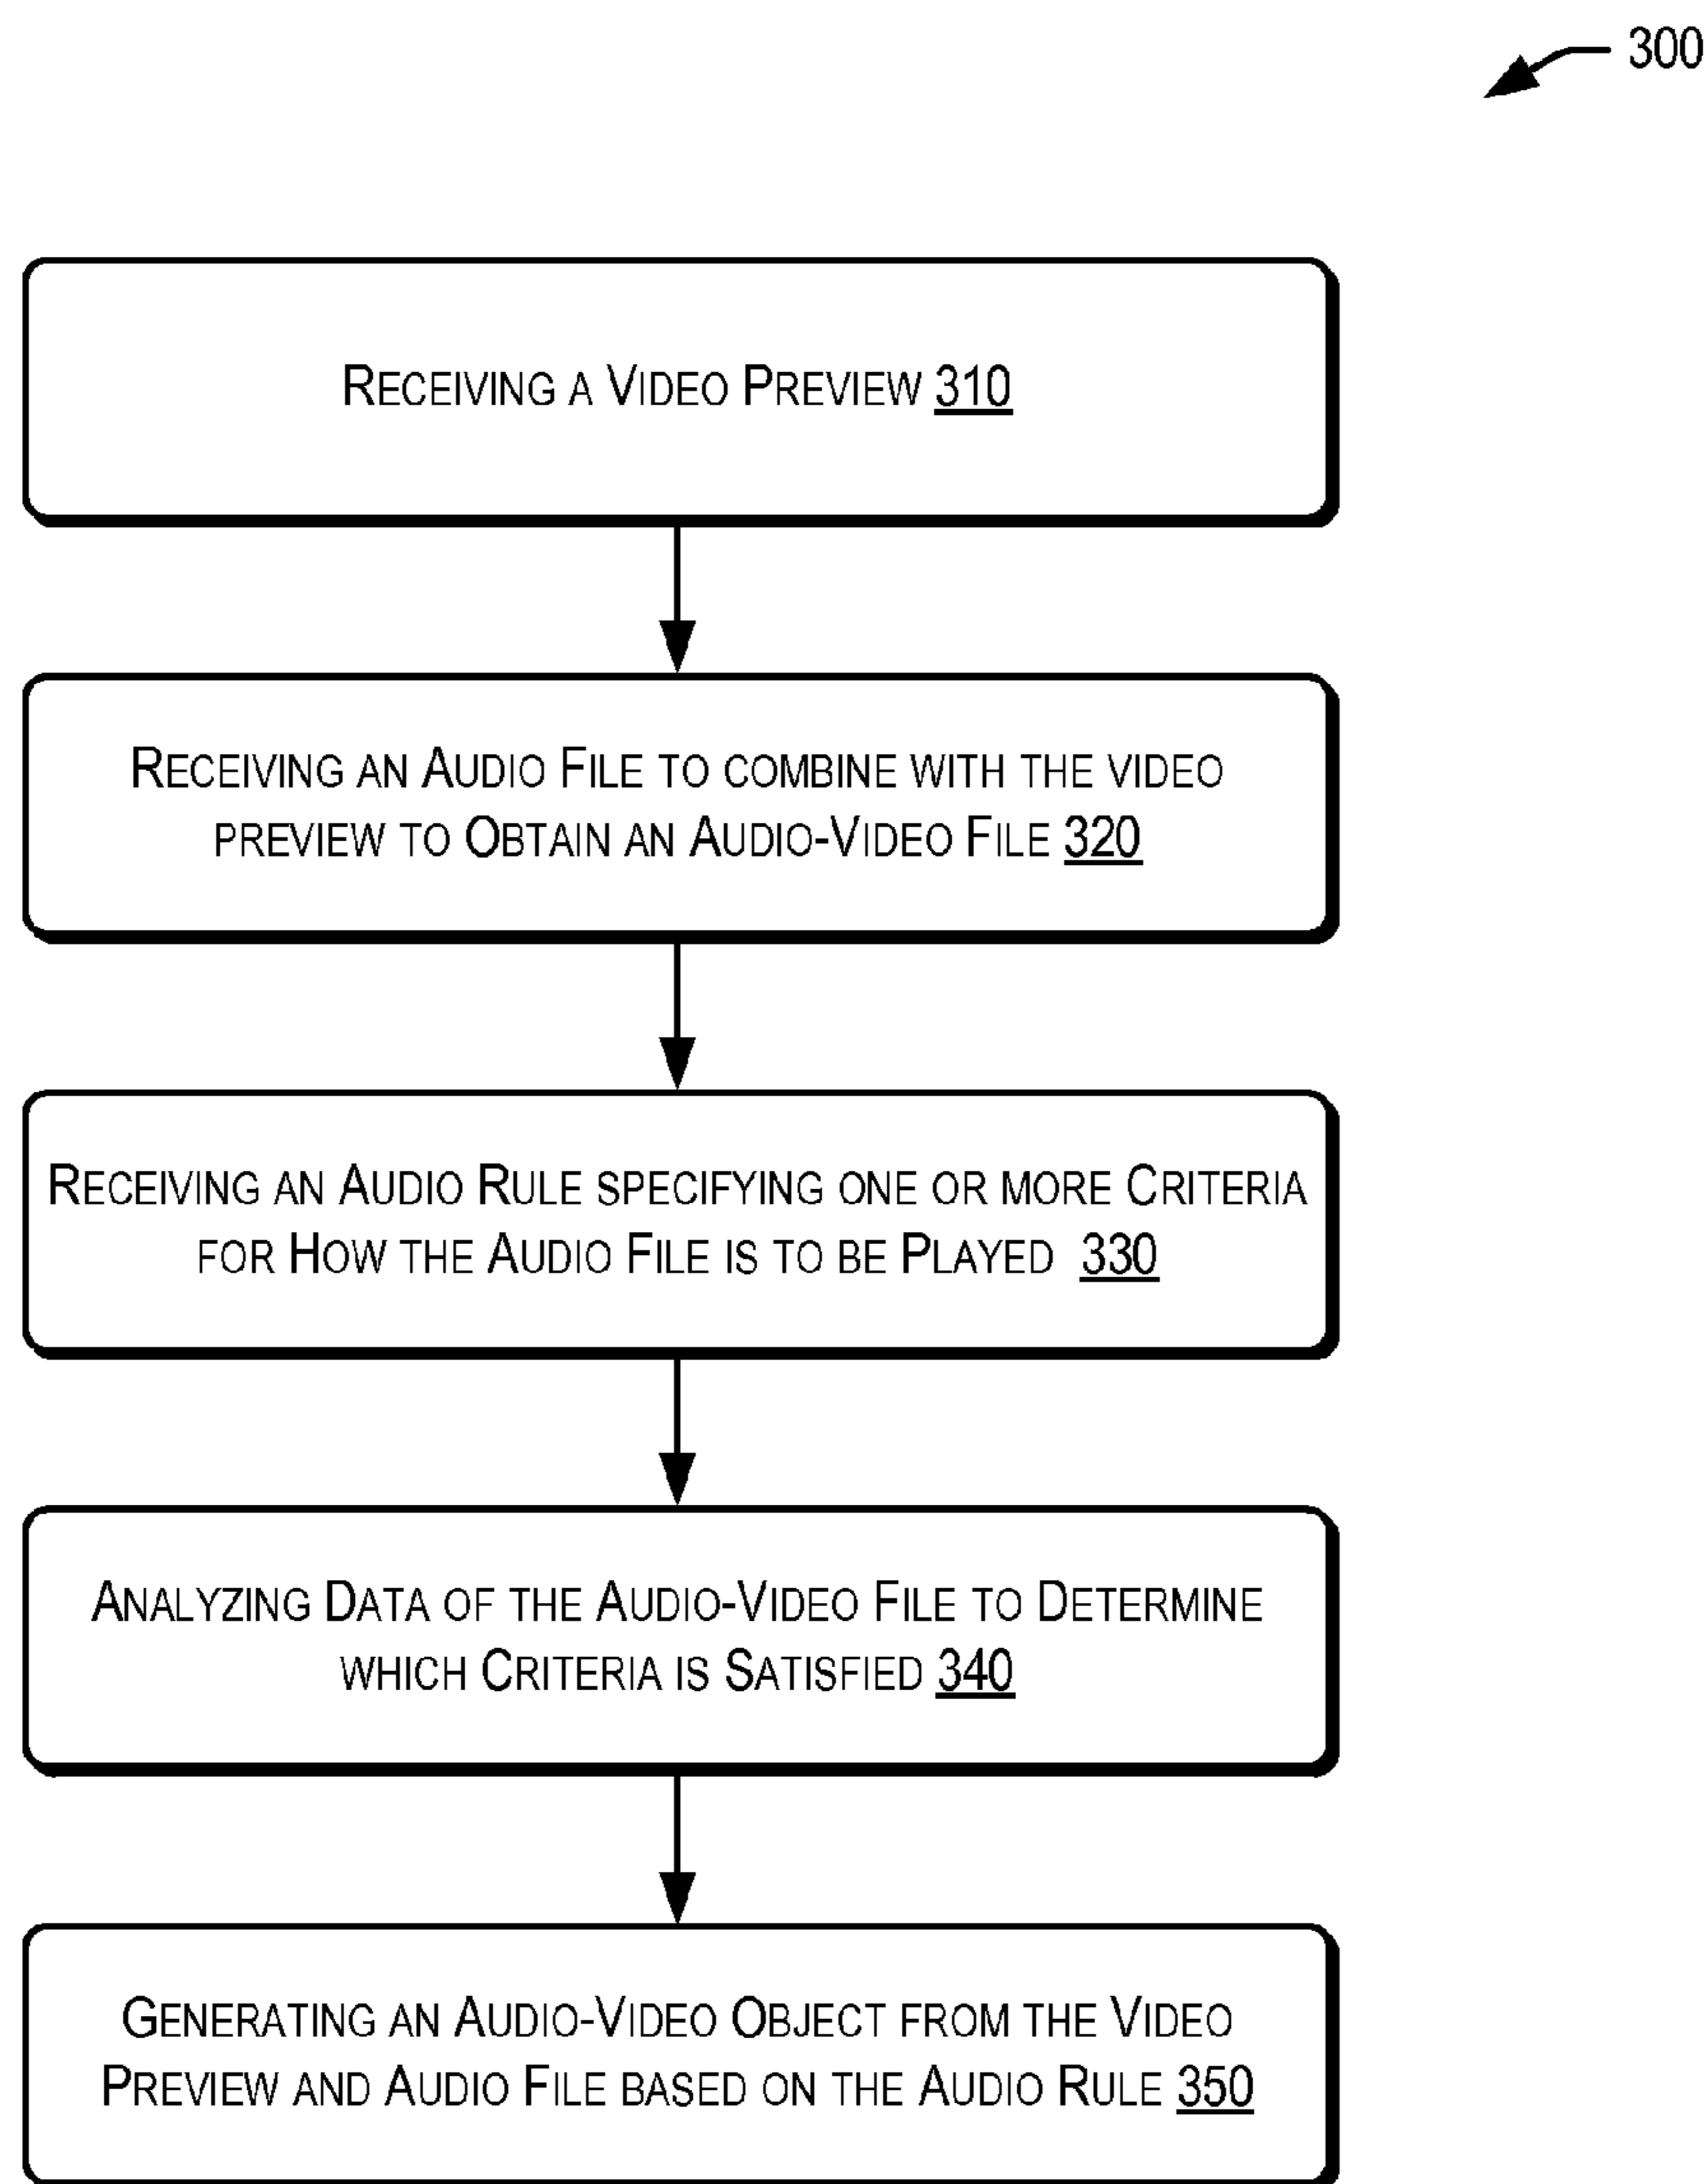 300
RECEIVING A VIDEO PREVIEW 310
RECEIVING AN AUDIO FILE TO COMBINE WITH THE VIDEO
PREVIEW TO OBTAIN AN AUDIO-VIDEO FILE 320
RECEIVING AN AUDIO RULE SPECIFYING ONE OR MORE CRITERIA
FOR HOW THE AUDIO FILE IS TO BE PLAYED 330
ANALYZING DATA OF THE AUDIO-VIDEO FILE TO DETERMINE
WHICH CRITERIA IS SATISFIED 340
GENERATING AN AUDIO-VIDEO OBJECT FROM THE VIDEO
PREVIEW AND AUDIO FILE BASED ON THE AUDIO RULE 350